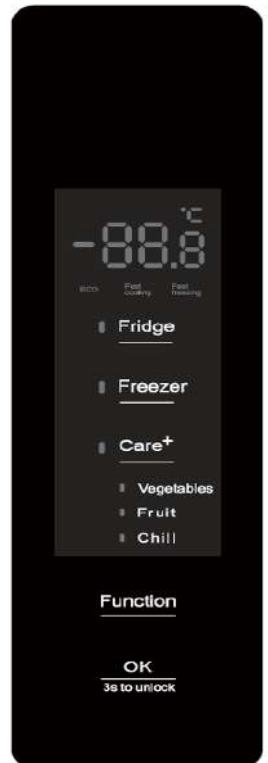 °C
-88.8
ECO Fast cooling Fast freezing
Fridge
Freezer
Care+
Vegetables
Fruit
Chill
Function
OK
3s to unlock